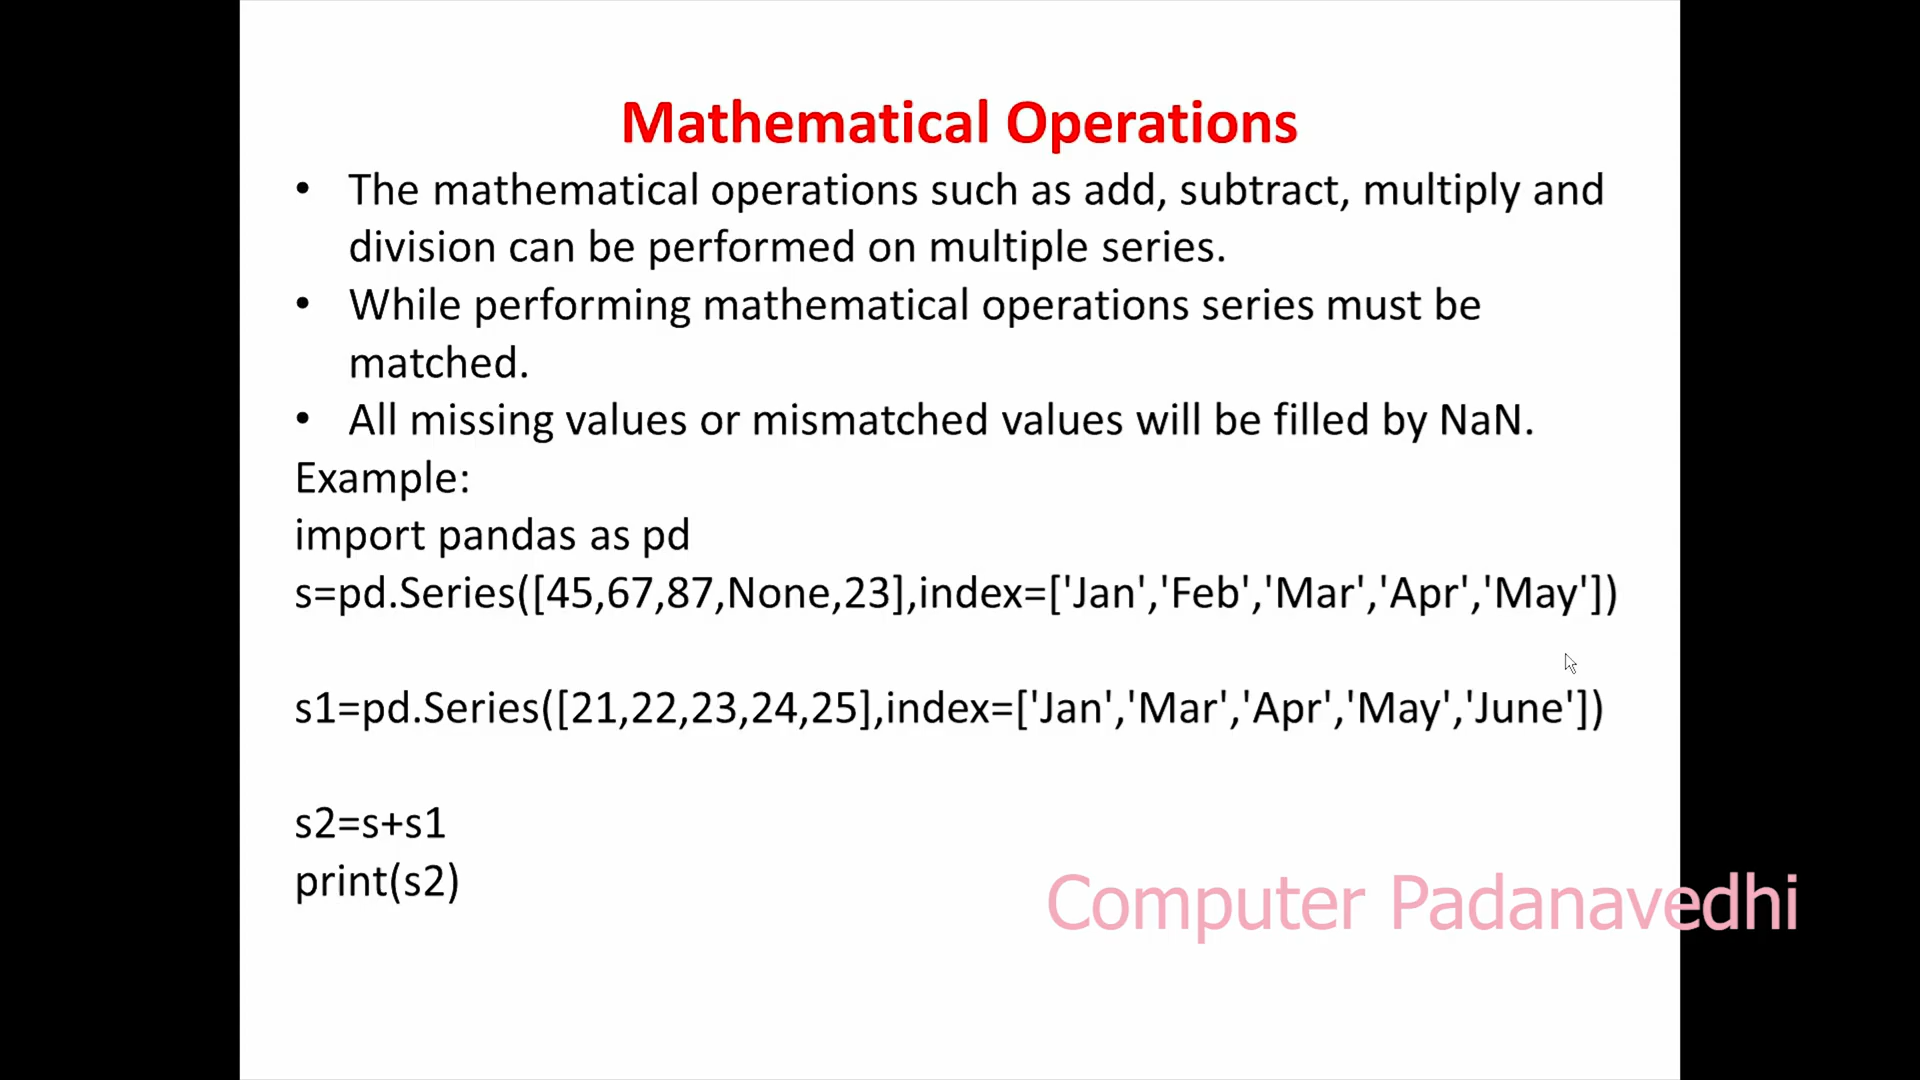 Mathematical Operations
• The mathematical operations such as add, subtract, multiply and
division can be performed on multiple series.
• While performing mathematical operations series must be
matched.
• All missing values or mismatched values will be filled by NaN.
Example:
import pandas as pd
s=pd.Series([45,67,87,None,23],index=['Jan','Feb','Mar','Apr','May'])
s1=pd.Series([21,22,23,24,25],index=['Jan','Mar','Apr','May','June'])
s2=s+s1
print(s2)
Computer Padanavedhi